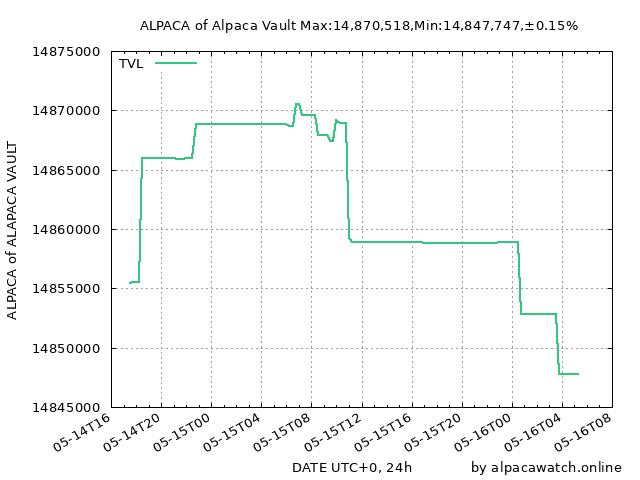 ALPACA of Alpaca Vault Max:14,870,518,Min:14,847,747,±0.15%
TVL
ALPACA of ALAPACA VAULT
14875000
14870000
14865000
14860000
14855000
14850000
14845000
05-14T16
05-14T20
05-15T00
05-15T04
05-15T08
05-15T12
05-15T16
05-15T20
05-16T00
05-16T04
05-16T08
DATE UTC+0, 24h
by alpacawatch.online